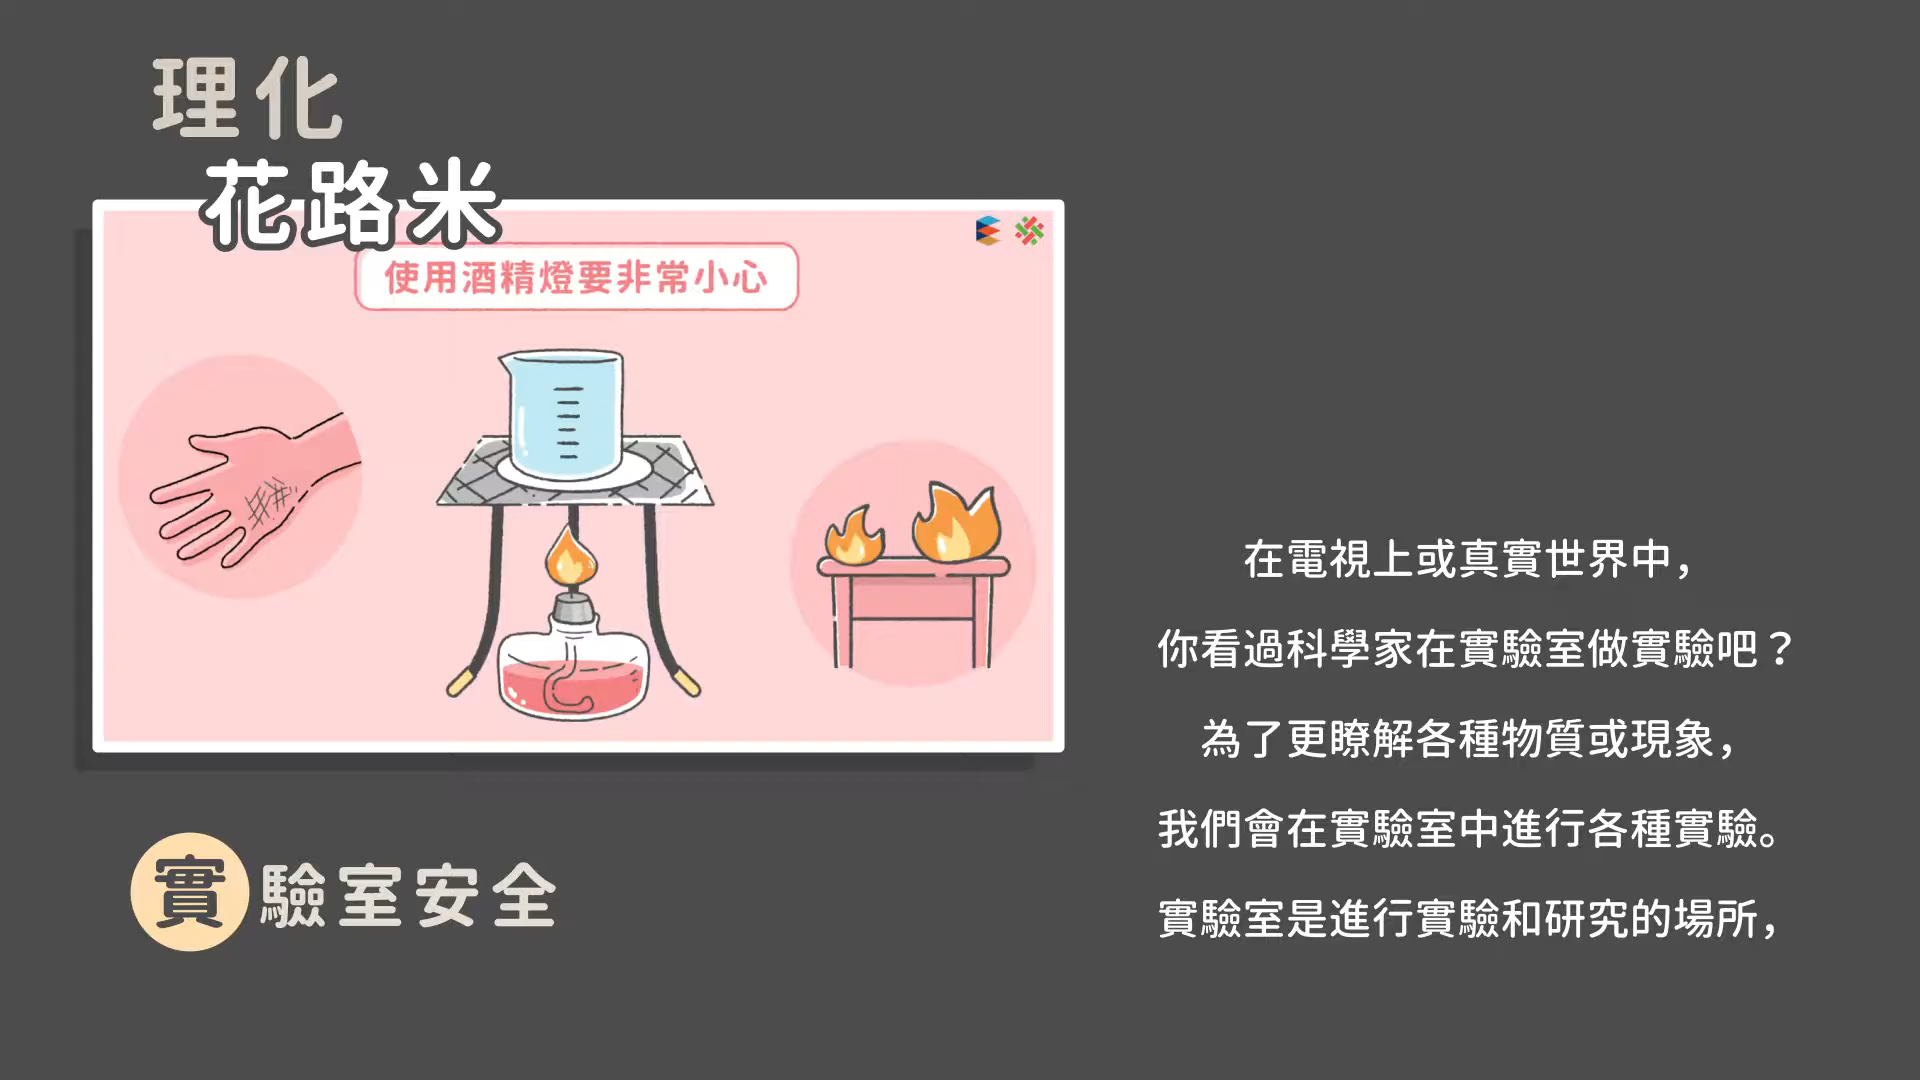 理化
花路米
使用酒精燈要非常小心
實驗室安全
在電視上或真實世界中，
你看過科學家在實驗室做實驗吧？
為了更瞭解各種物質或現象，
我們會在實驗室中進行各種實驗。
實驗室是進行實驗和研究的場所，